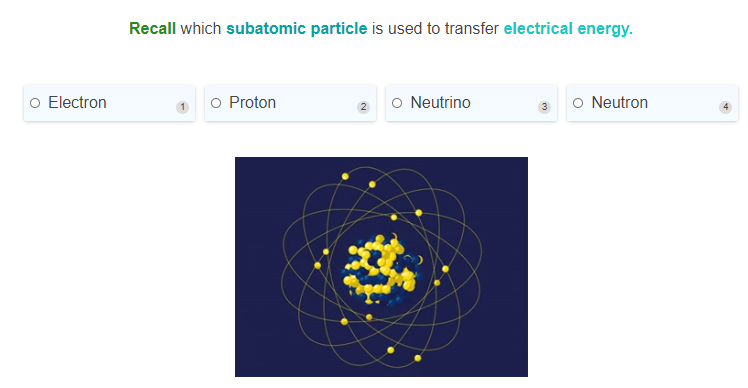 Recall which subatomic particle is used to transfer electrical energy.
Electron 1
Proton 2
Neutrino 3
Neutron 4